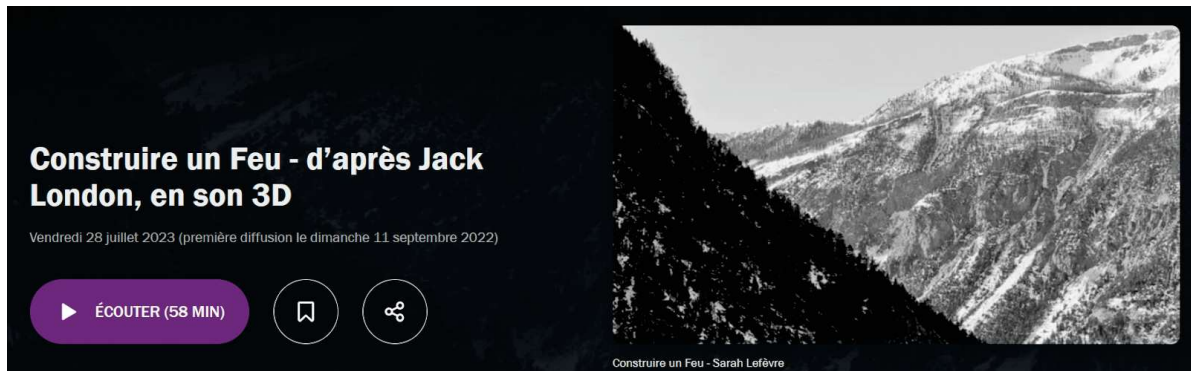 Construire un Feu - d’après Jack
London, en son 3D
Vendredi 28 juillet 2023 (première diffusion le dimanche 11 septembre 2022)
ÉCOUTER (58 MIN)
Construire un Feu - Sarah Lefèvre